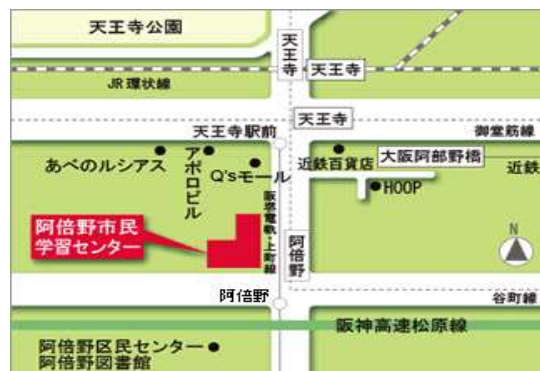 天王寺公園
天王寺
天王寺
JR環状線
天王寺
天王寺駅前
御堂筋線
あべのルシアス
アポロビル
Q'sモール
近鉄百貨店
大阪阿部野橋
近鉄
HOOP
阪堺電軌・上町線
阿倍野市民
学習センター
阿倍野
N
阿倍野
谷町線
阪神高速松原線
阿倍野区民センター
阿倍野図書館